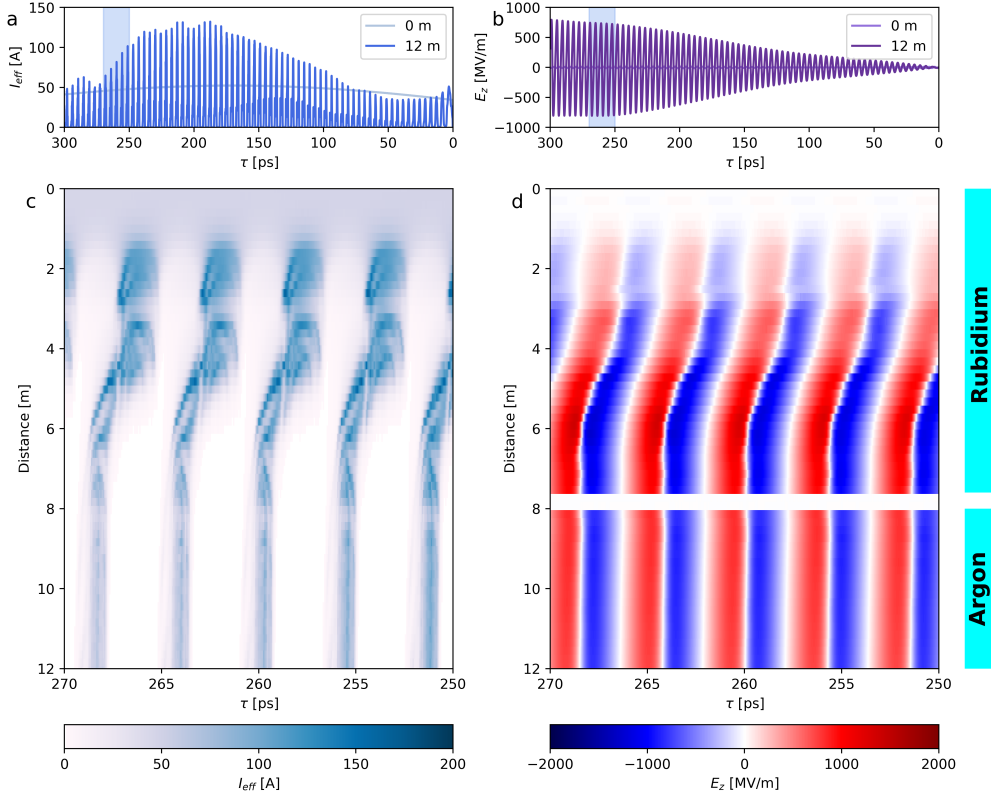 a
150
100
50
0
I_eff [A]
0 m
12 m
300
250
200
150
100
50
0
τ [ps]
b
1000
500
0
−500
−1000
E_z [MV/m]
0 m
12 m
300
250
200
150
100
50
0
τ [ps]
c
0
2
4
6
8
10
12
Distance [m]
270
265
260
255
250
τ [ps]
d
0
2
4
6
8
10
12
Distance [m]
270
265
260
255
250
τ [ps]
Rubidium
Argon
0
50
100
150
200
I_eff [A]
−2000
−1000
0
1000
2000
E_z [MV/m]